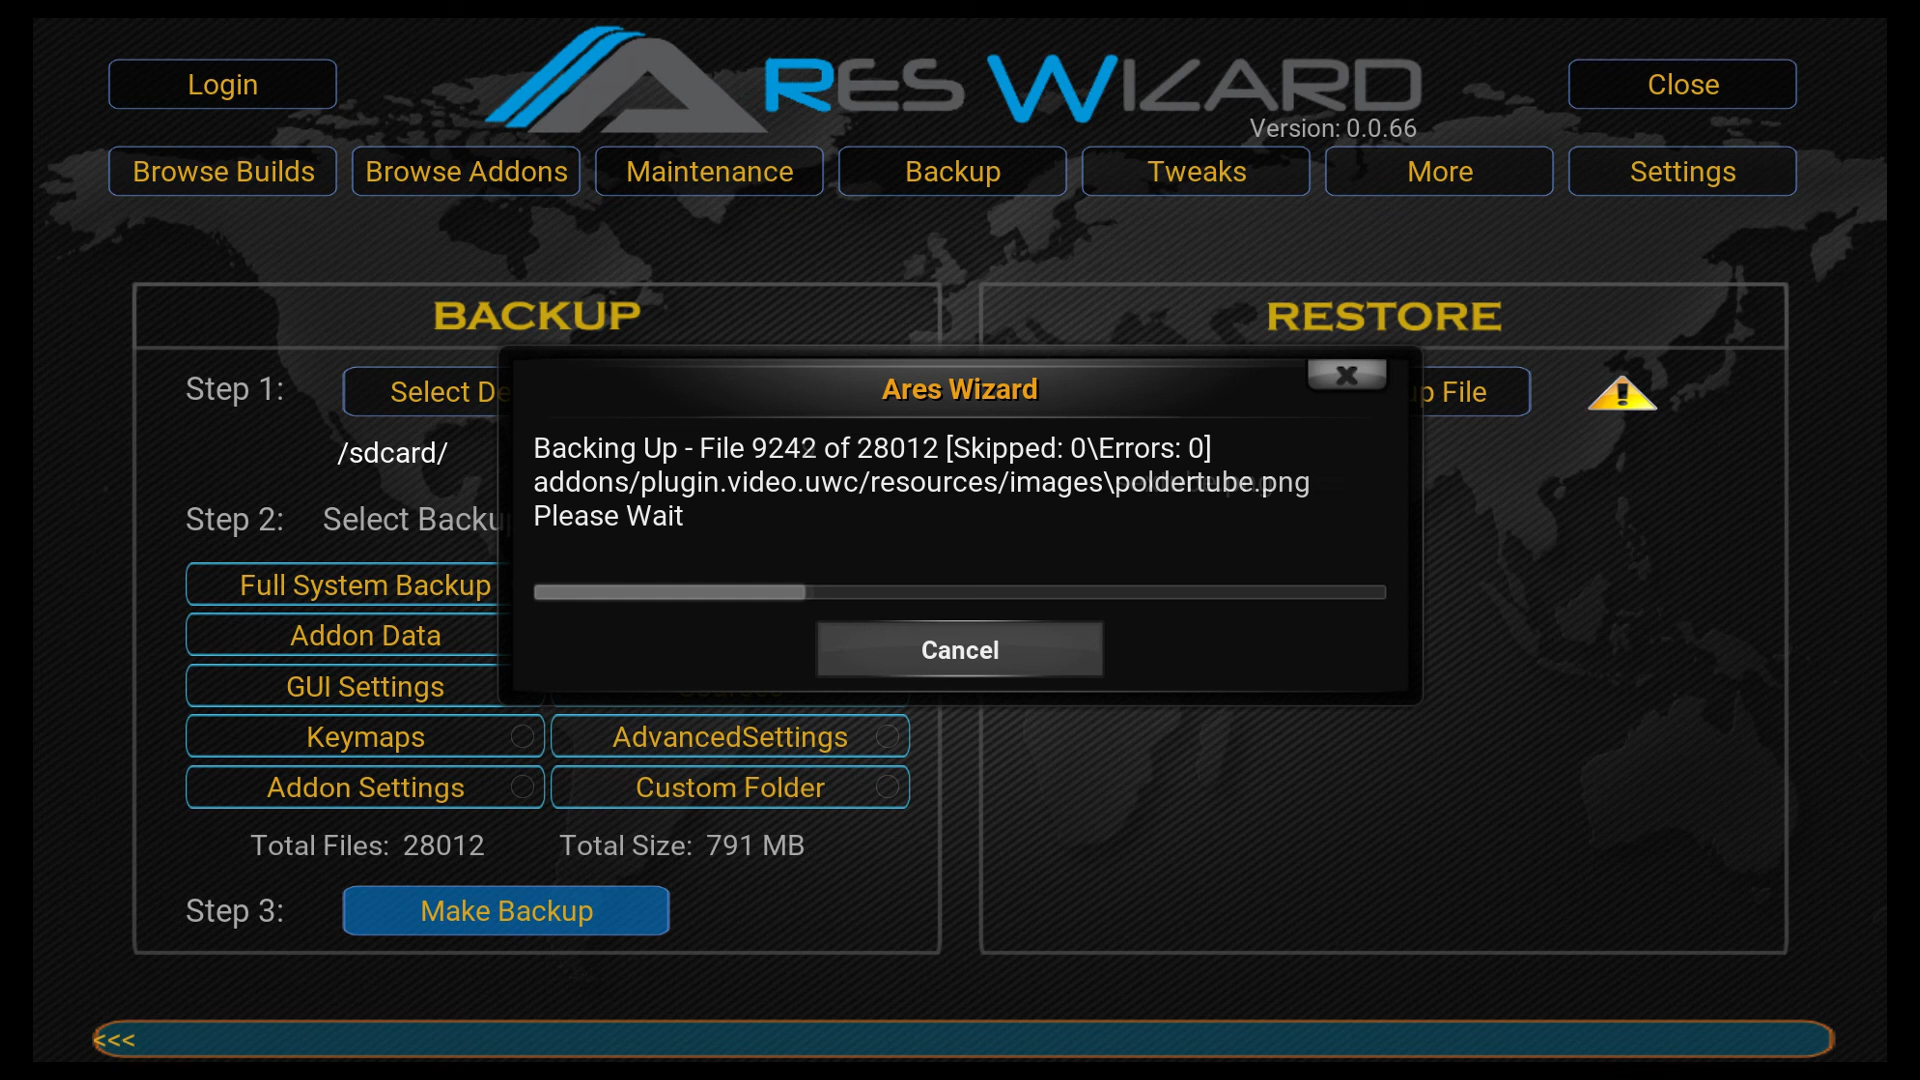 Login
ARES WIZARD
Close
Version: 0.0.66
Browse Builds
Browse Addons
Maintenance
Backup
Tweaks
More
Settings
BACKUP
RESTORE
Step 1:
Select De
p File
/sdcard/
Ares Wizard
Backing Up - File 9242 of 28012 [Skipped: 0\Errors: 0]
addons/plugin.video.uwc/resources/images\poldertube.png
Please Wait
Cancel
Step 2:
Select Backu
Full System Backup
Addon Data
GUI Settings
Keymaps
AdvancedSettings
Addon Settings
Custom Folder
Total Files: 28012
Total Size: 791 MB
Step 3:
Make Backup
<<<